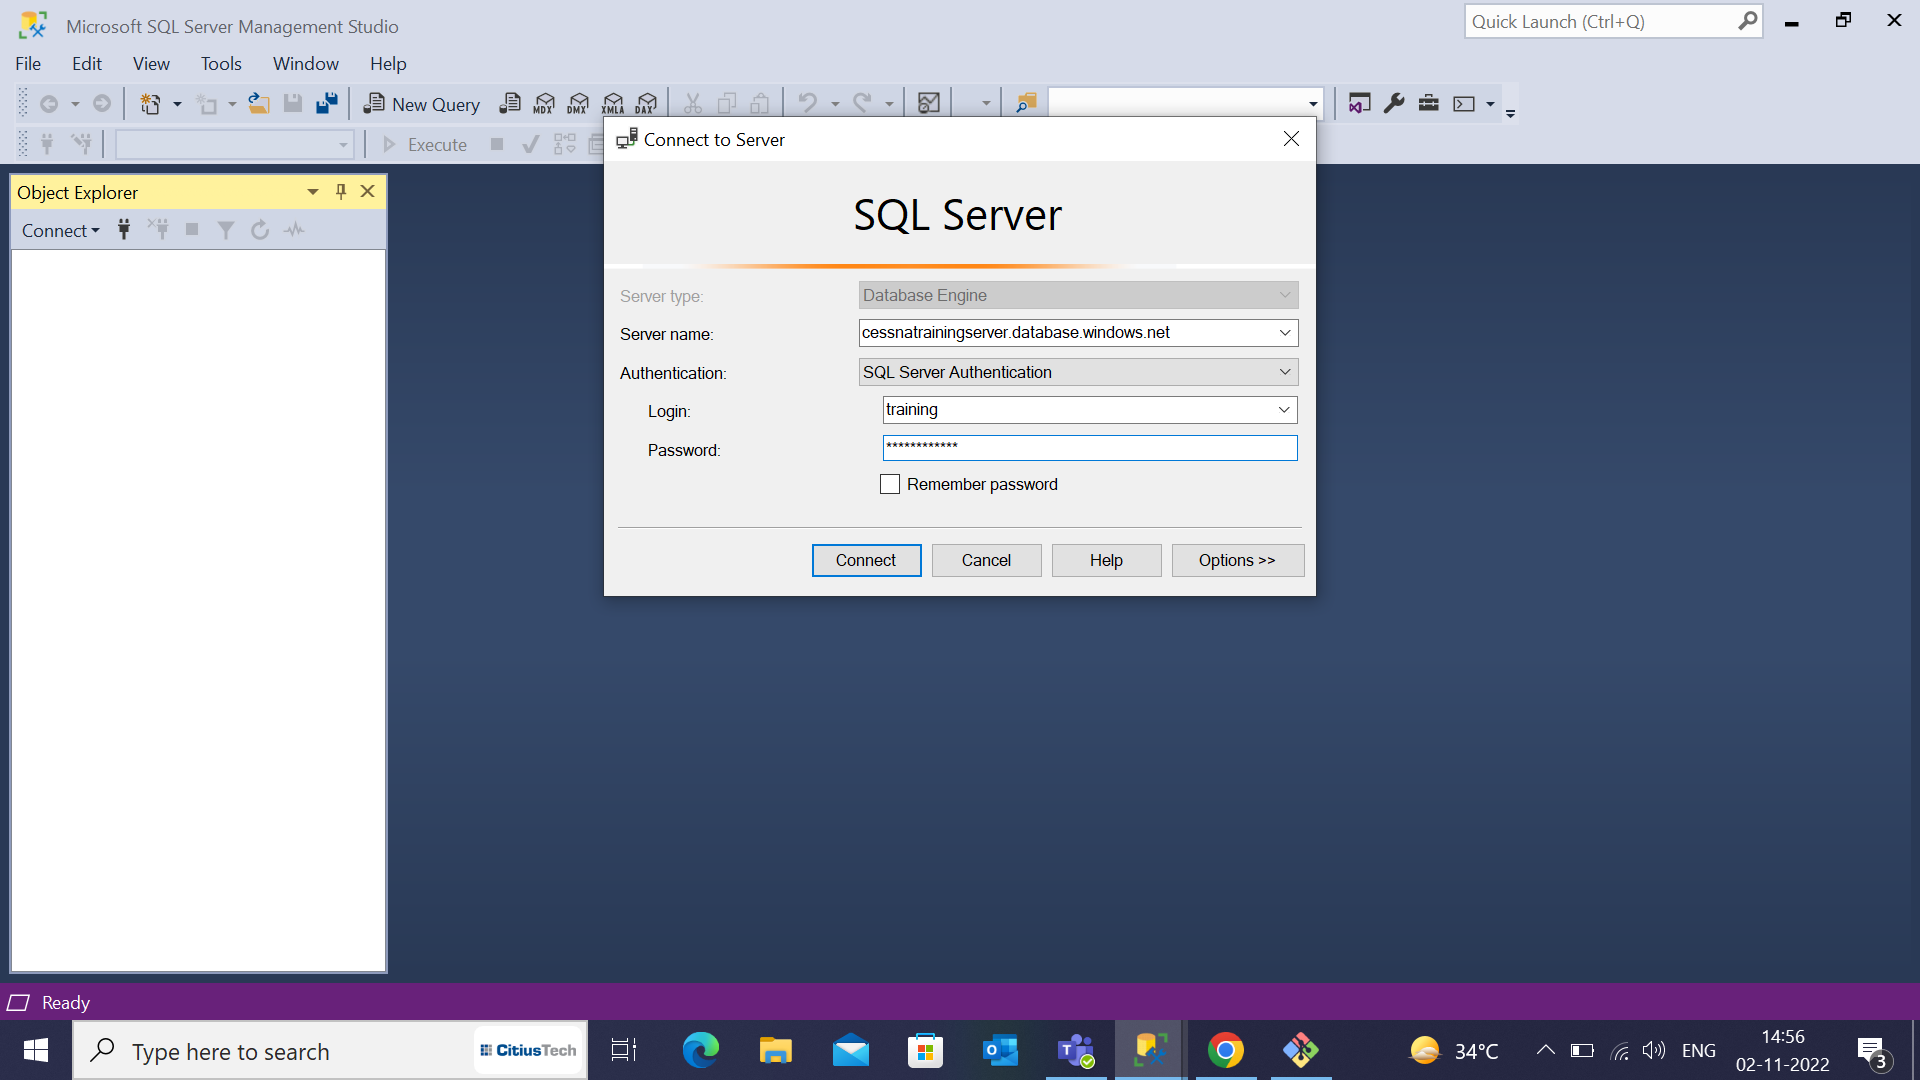 Microsoft SQL Server Management Studio
Quick Launch (Ctrl+Q)
File Edit View Tools Window Help
New Query MDX DMX XMLA DAX
Execute
Object Explorer
Connect
Connect to Server
SQL Server
Server type: Database Engine
Server name: cessnatrainingserver.database.windows.net
Authentication: SQL Server Authentication
Login: training
Password: ************
Remember password
Connect Cancel Help Options >>
Ready
Type here to search CitiusTech
34°C ENG 14:56
02-11-2022 3